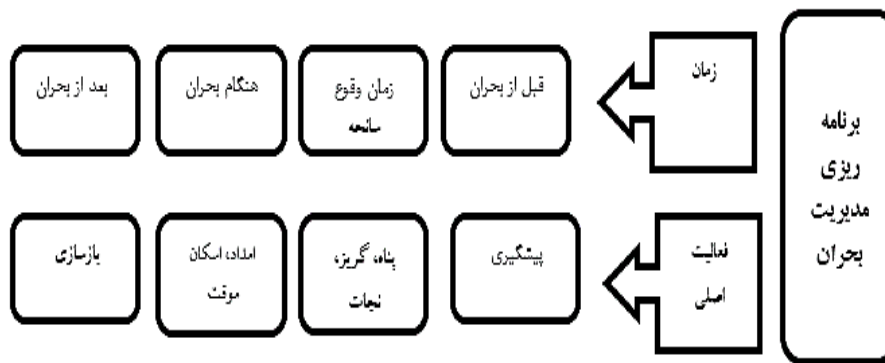 برنامه
ریزی
مدیریت
بحران
زمان
قبل از بحران
زمان وقوع
سانحه
هنگام بحران
بعد از بحران
فعالیت
اصلی
پیشگیری
پناه، گریز،
نجات
امداد، اسکان
موقت
بازسازی